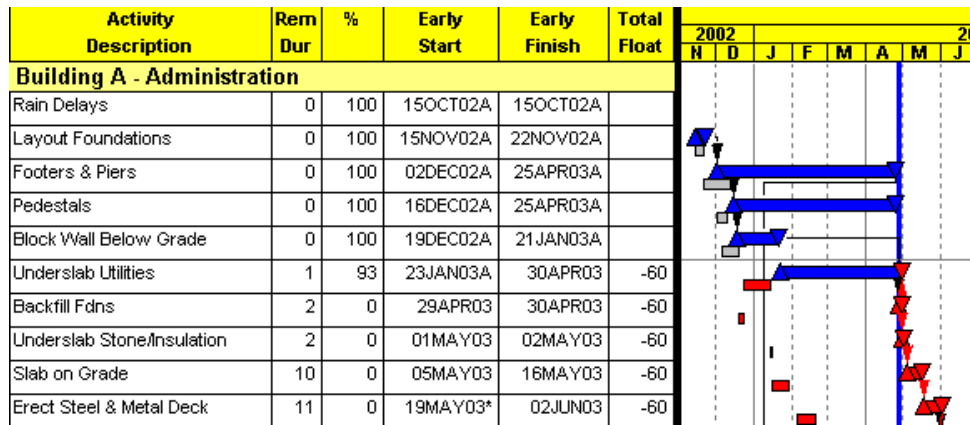 Activity Description Rem Dur % Early Start Early Finish Total Float
2002 20
N D J F M A M J
Building A - Administration
Rain Delays 0 100 15OCT02A 15OCT02A
Layout Foundations 0 100 15NOV02A 22NOV02A
Footers & Piers 0 100 02DEC02A 25APR03A
Pedestals 0 100 16DEC02A 25APR03A
Block Wall Below Grade 0 100 19DEC02A 21JAN03A
Underslab Utilities 1 93 23JAN03A 30APR03 -60
Backfill Fdns 2 0 29APR03 30APR03 -60
Underslab Stone/Insulation 2 0 01MAY03 02MAY03 -60
Slab on Grade 10 0 05MAY03 16MAY03 -60
Erect Steel & Metal Deck 11 0 19MAY03* 02JUN03 -60